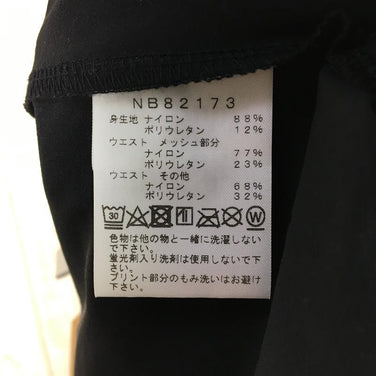 NB82173
身生地 ナイロン 88%
ポリウレタン 12%
ウエスト メッシュ部分
ナイロン 77%
ポリウレタン 23%
ウエスト その他
ナイロン 68%
ポリウレタン 32%
30 W
色物は他の物と一緒に洗濯しない
で下さい。
蛍光剤入り洗剤は使用しないで下
さい。
プリント部分のもみ洗いはお避け
下さい。